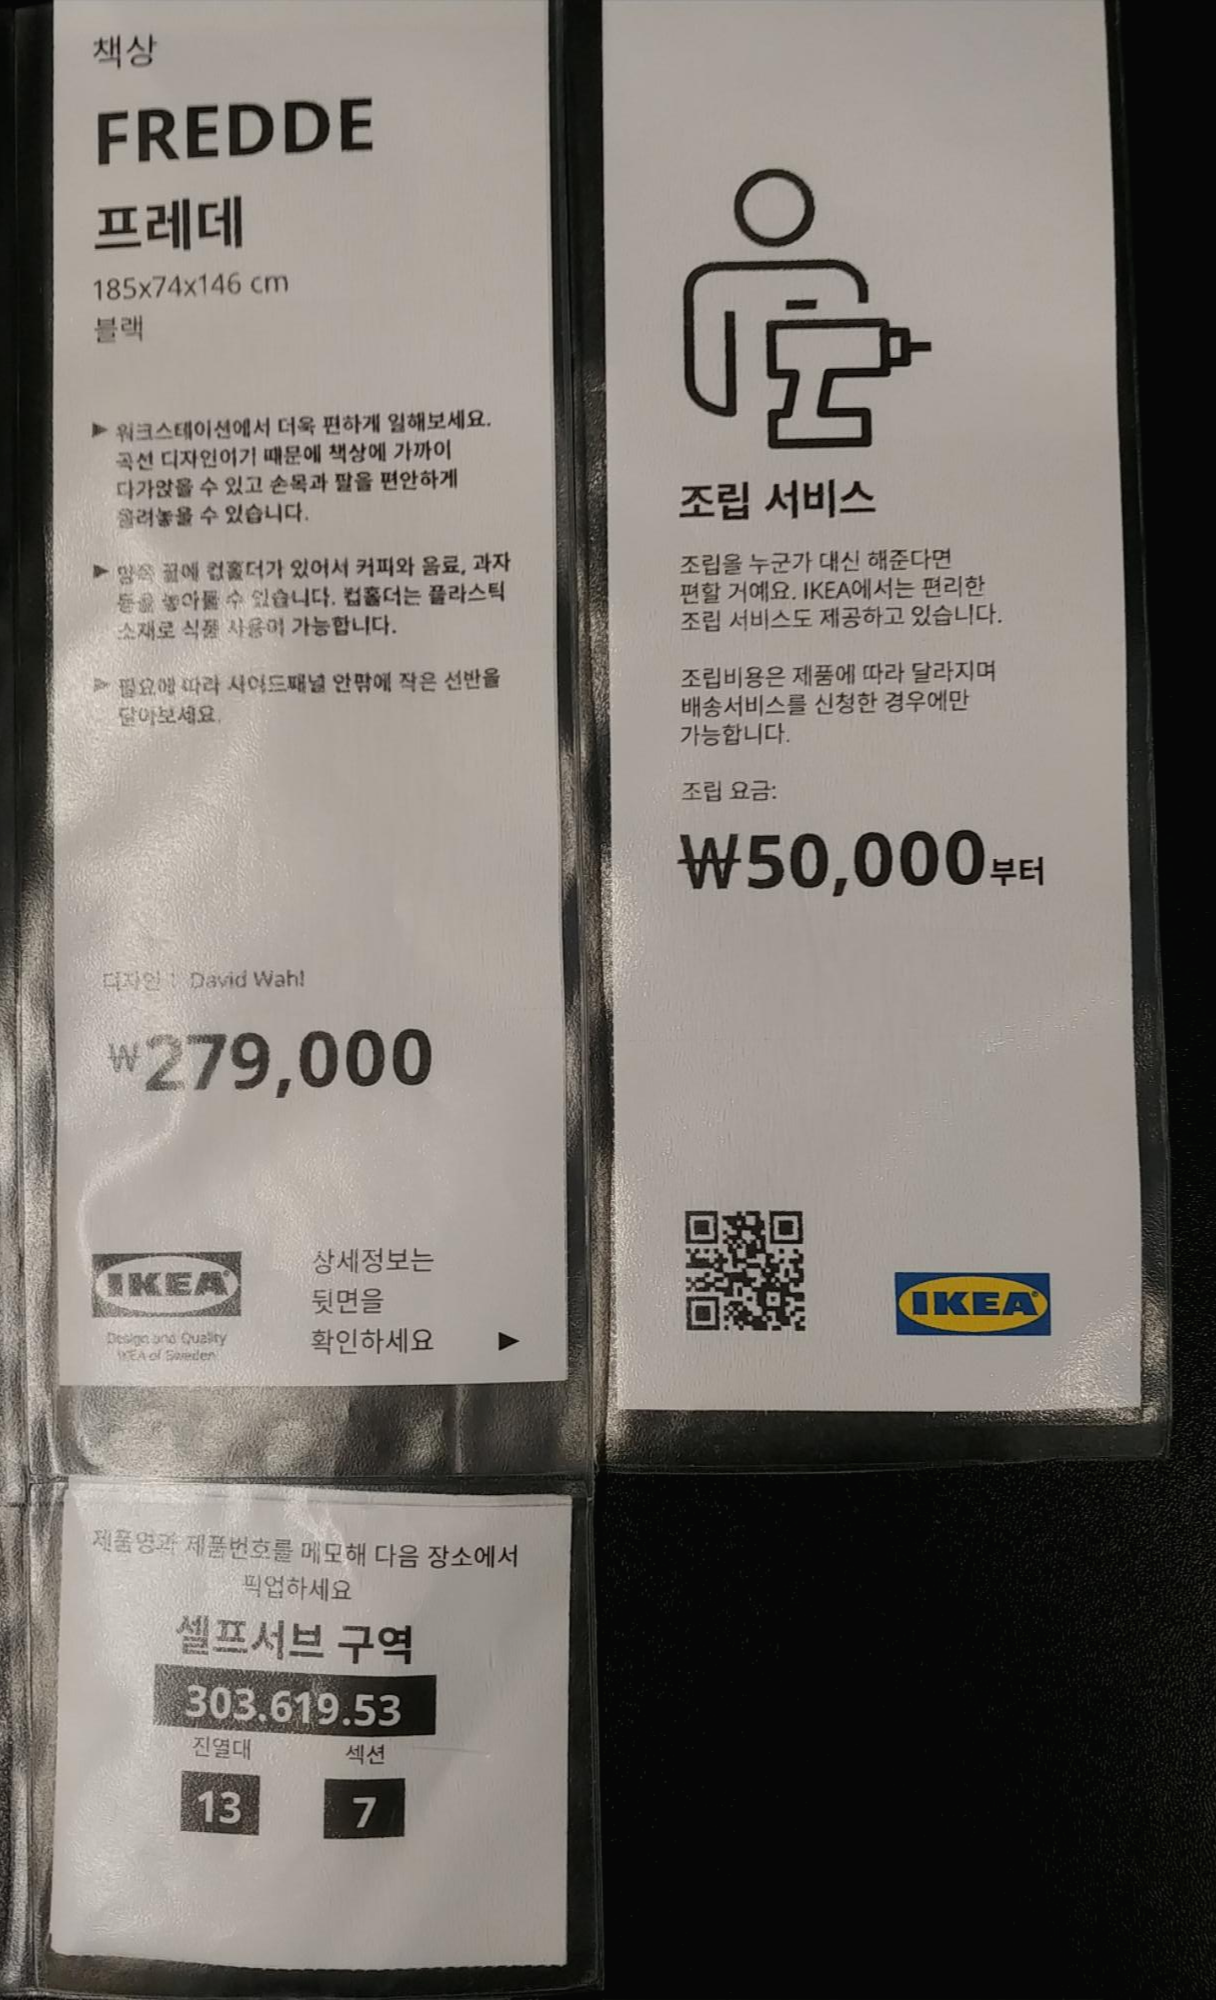 책상
FREDDE
프레데
185x74x146 cm
블랙
▶ 워크스테이션에서 더욱 편하게 일해보세요.
곡선 디자인이기 때문에 책상에 가까이
다가앉을 수 있고 손목과 팔을 편안하게
올려놓을 수 있습니다.
▶ 양쪽 끝에 컵홀더가 있어서 커피와 음료, 과자
등을 놓아둘 수 있습니다. 컵홀더는 플라스틱
소재로 식품 사용이 가능합니다.
▶ 필요에 따라 사이드패널 안팎에 작은 선반을
달아보세요.
디자인 : David Wahl
₩279,000
IKEA
Design and Quality
IKEA of Sweden
상세정보는
뒷면을
확인하세요 ▶
조립 서비스
조립을 누군가 대신 해준다면
편할 거예요. IKEA에서는 편리한
조립 서비스도 제공하고 있습니다.
조립비용은 제품에 따라 달라지며
배송서비스를 신청한 경우에만
가능합니다.
조립 요금:
₩50,000부터
IKEA
제품명과 제품번호를 메모해 다음 장소에서
픽업하세요
셀프서브 구역
303.619.53
진열대 섹션
13 7